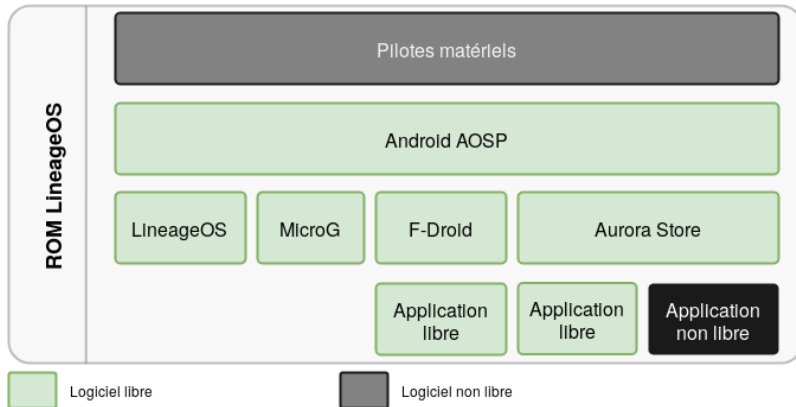 ROM LineageOS
Pilotes matériels
Android AOSP
LineageOS
MicroG
F-Droid
Aurora Store
Application
libre
Application
libre
Application
non libre
Logiciel libre
Logiciel non libre